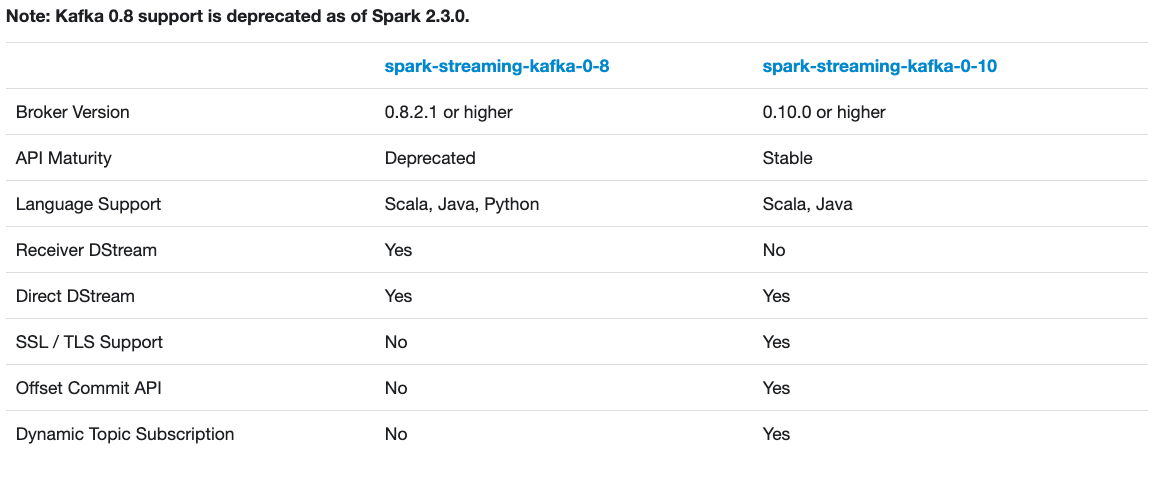 Note: Kafka 0.8 support is deprecated as of Spark 2.3.0.
spark-streaming-kafka-0-8 spark-streaming-kafka-0-10
Broker Version 0.8.2.1 or higher 0.10.0 or higher
API Maturity Deprecated Stable
Language Support Scala, Java, Python Scala, Java
Receiver DStream Yes No
Direct DStream Yes Yes
SSL / TLS Support No Yes
Offset Commit API No Yes
Dynamic Topic Subscription No Yes